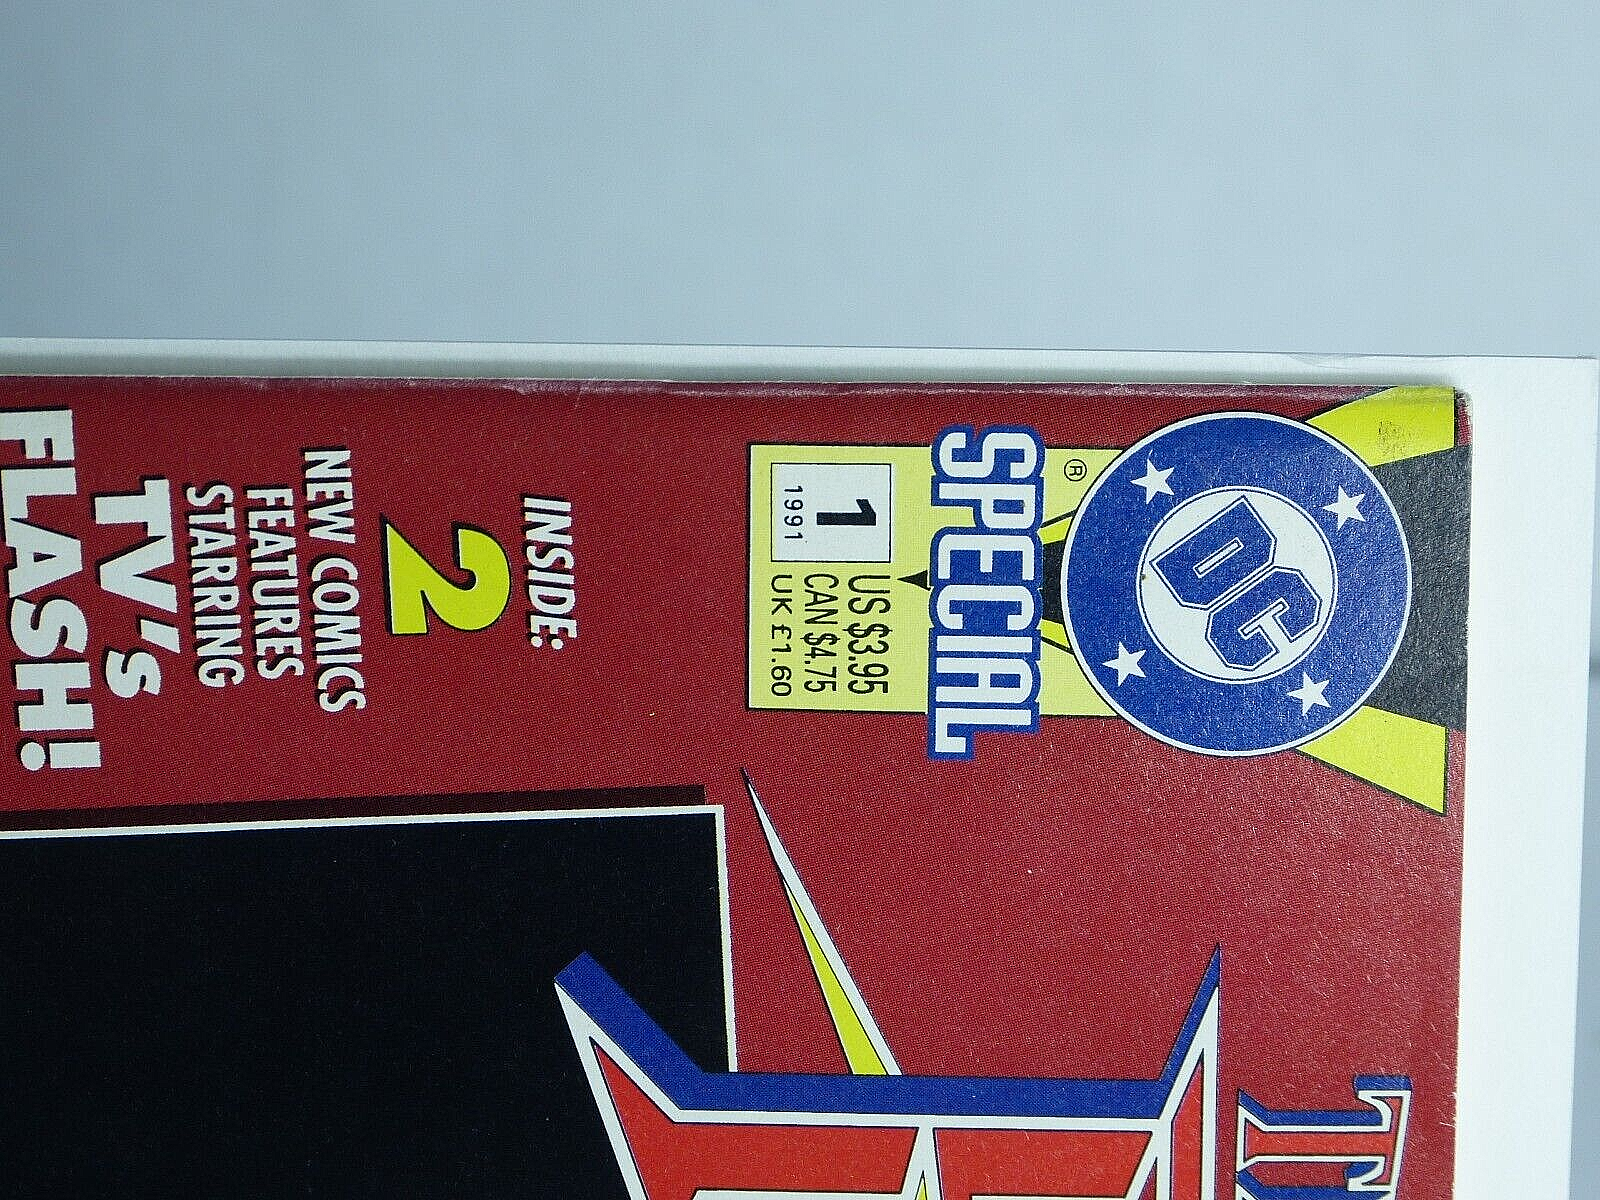 DC
®
SPECIAL
1
1991
US $3.95
CAN $4.75
UK £1.60
INSIDE:
2
NEW COMICS
FEATURES
STARRING
TV's
FLASH!